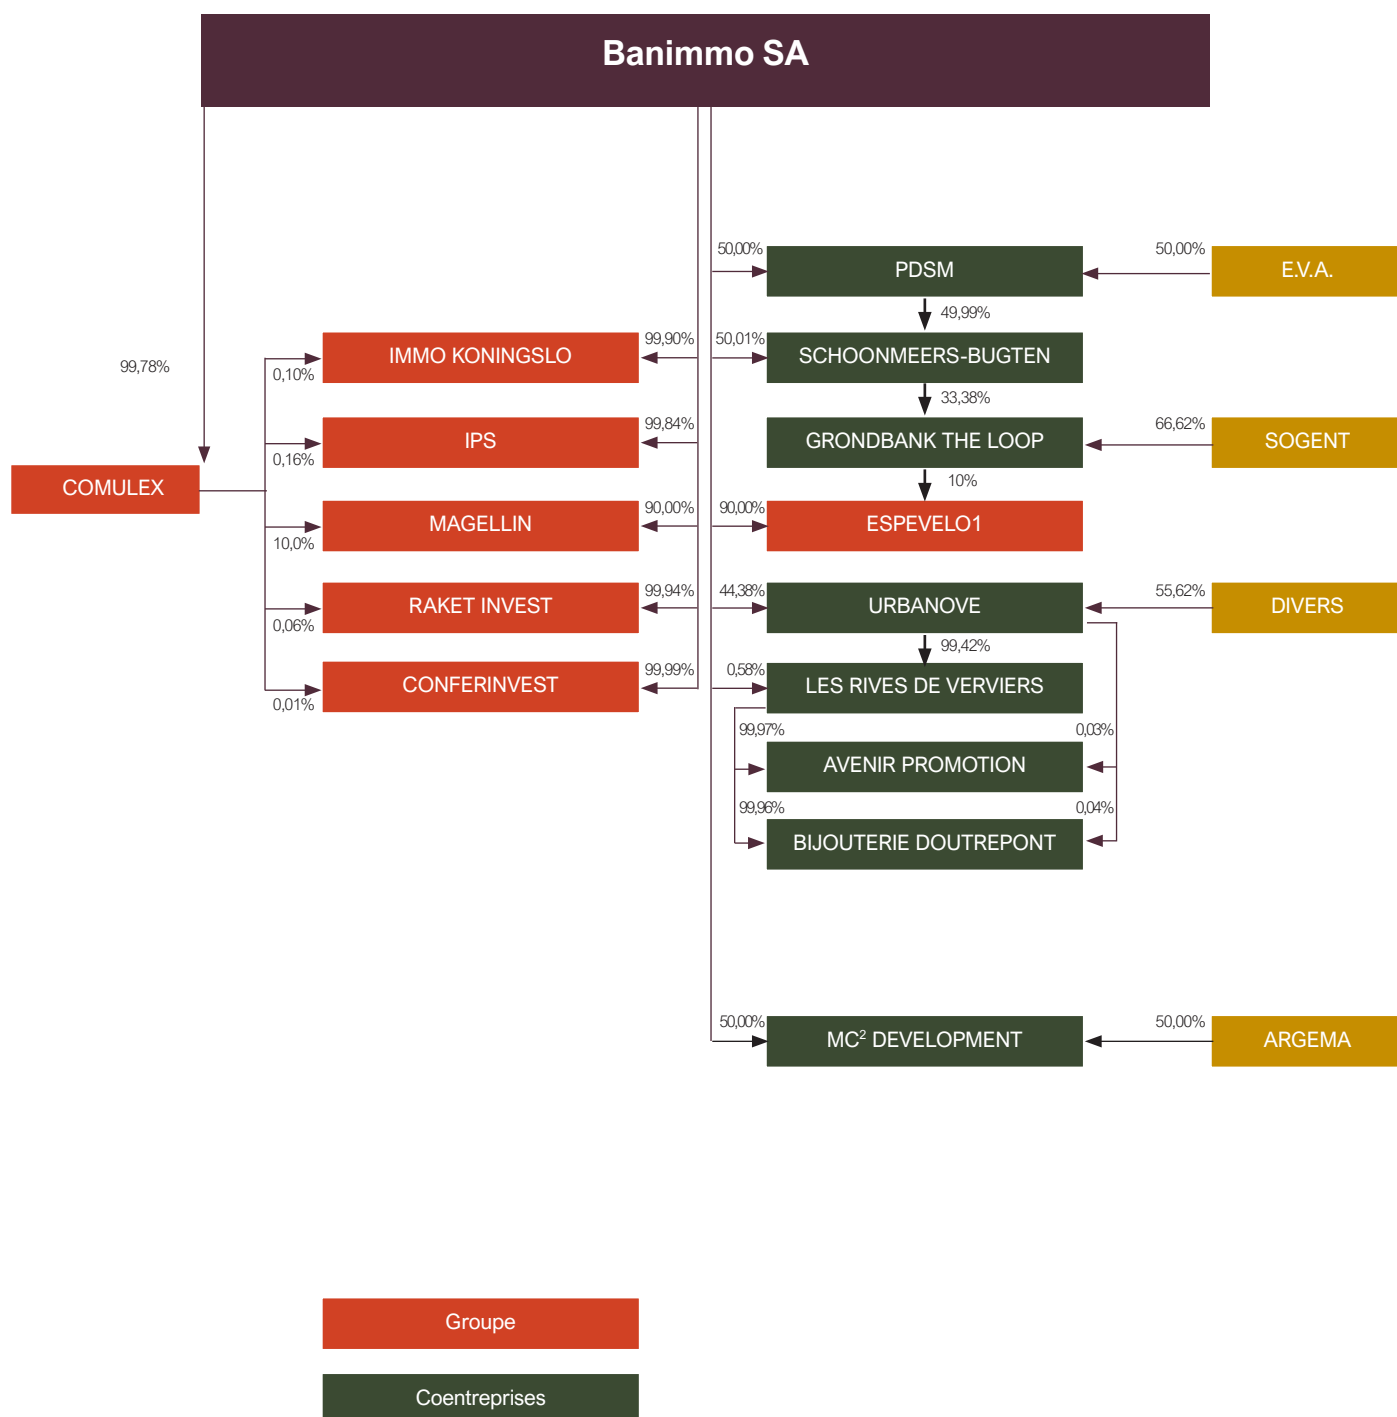 Banimmo SA
50,00%
PDSM
50,00%
E.V.A.
49,99%
99,78%
IMMO KONINGSLO
0,10%
99,90%
50,01%
SCHOONMEERS-BUGTEN
33,38%
IPS
0,16%
99,84%
GRONDBANK THE LOOP
66,62%
SOGENT
10%
COMULEX
MAGELLIN
10,0%
90,00%
90,00%
ESPEVELO1
RAKET INVEST
0,06%
99,94%
44,38%
URBANOVE
55,62%
DIVERS
99,42%
CONFERINVEST
0,01%
99,99%
0,58%
LES RIVES DE VERVIERS
99,97%
0,03%
AVENIR PROMOTION
99,96%
0,04%
BIJOUTERIE DOUTREPONT
50,00%
MC² DEVELOPMENT
50,00%
ARGEMA
Groupe
Coentreprises